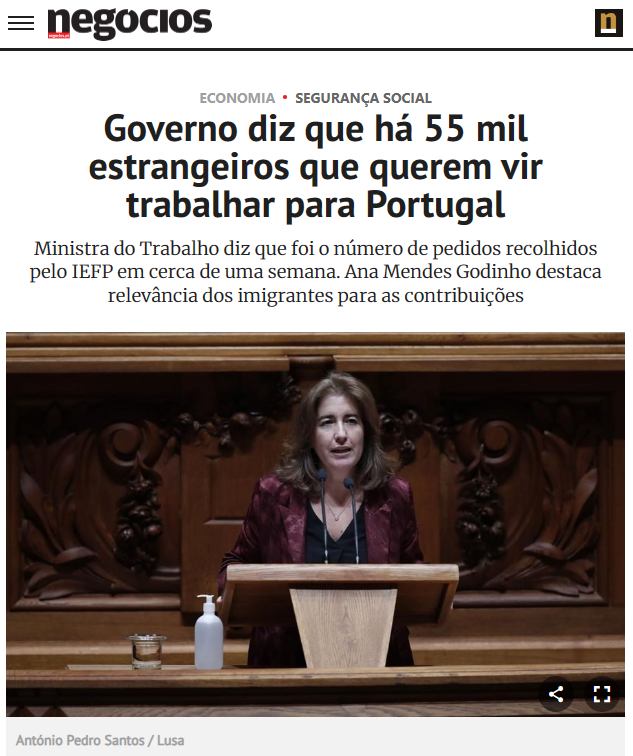 negócios
negocios.pt
n
ECONOMIA • SEGURANÇA SOCIAL
Governo diz que há 55 mil
estrangeiros que querem vir
trabalhar para Portugal
Ministra do Trabalho diz que foi o número de pedidos recolhidos
pelo IEFP em cerca de uma semana. Ana Mendes Godinho destaca
relevância dos imigrantes para as contribuições
António Pedro Santos / Lusa